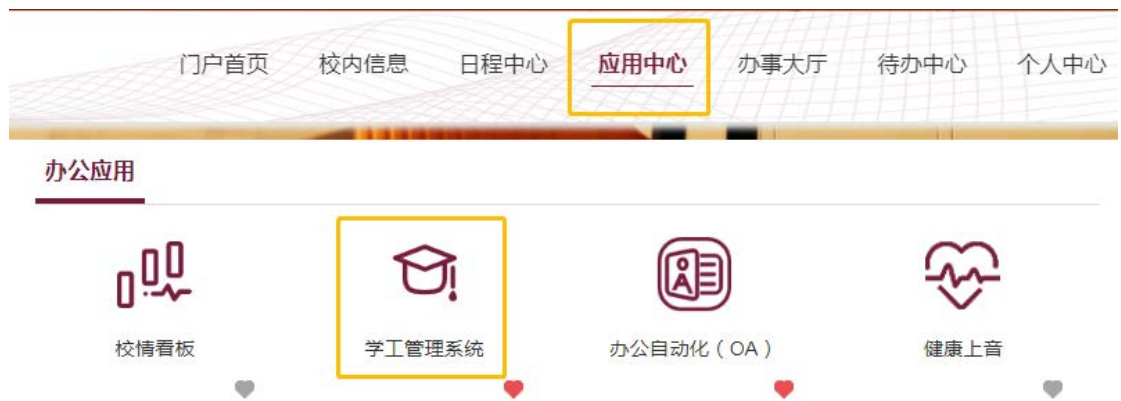 门户首页 校内信息 日程中心 应用中心 办事大厅 待办中心 个人中心
办公应用
OA
校情看板 学工管理系统 办公自动化（OA） 健康上音